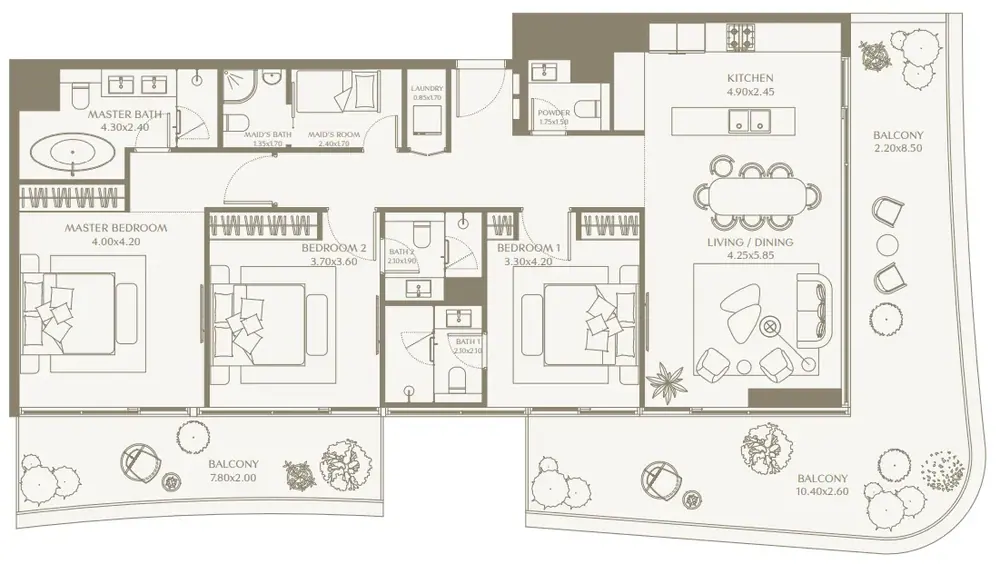 KITCHEN
4.90x2.45
LAUNDRY
0.85x1.70
MASTER BATH
4.30x2.40
POWDER
1.75x1.50
MAID'S BATH
1.35x1.70
MAID'S ROOM
2.40x1.70
BALCONY
2.20x8.50
MASTER BEDROOM
4.00x4.20
LIVING / DINING
4.25x5.85
BEDROOM 2
3.70x3.60
BATH 2
2.10x1.90
BEDROOM 1
3.30x4.20
BATH 1
2.30x2.10
BALCONY
7.80x2.00
BALCONY
10.40x2.60